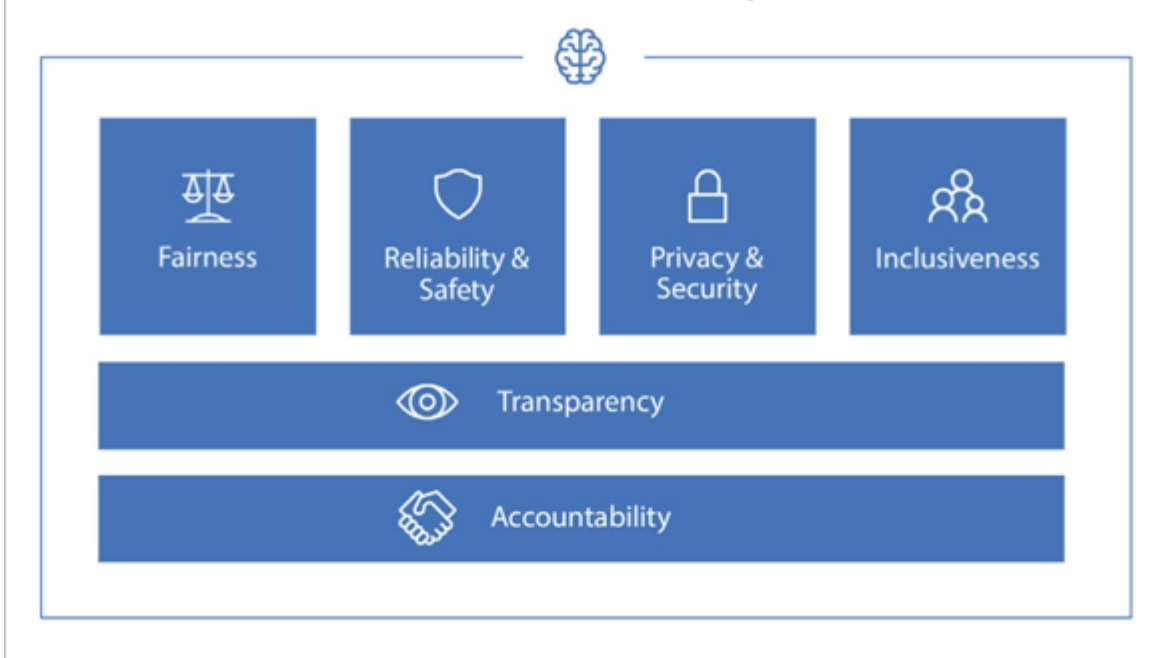 Fairness
Reliability &
Safety
Privacy &
Security
Inclusiveness
Transparency
Accountability